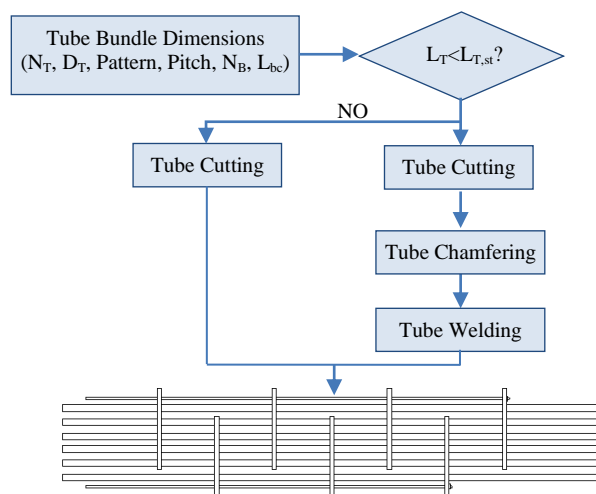 Tube Bundle Dimensions
(N_T, D_T, Pattern, Pitch, N_B, L_bc)
L_T<L_T,st?
NO
Tube Cutting
Tube Cutting
Tube Chamfering
Tube Welding